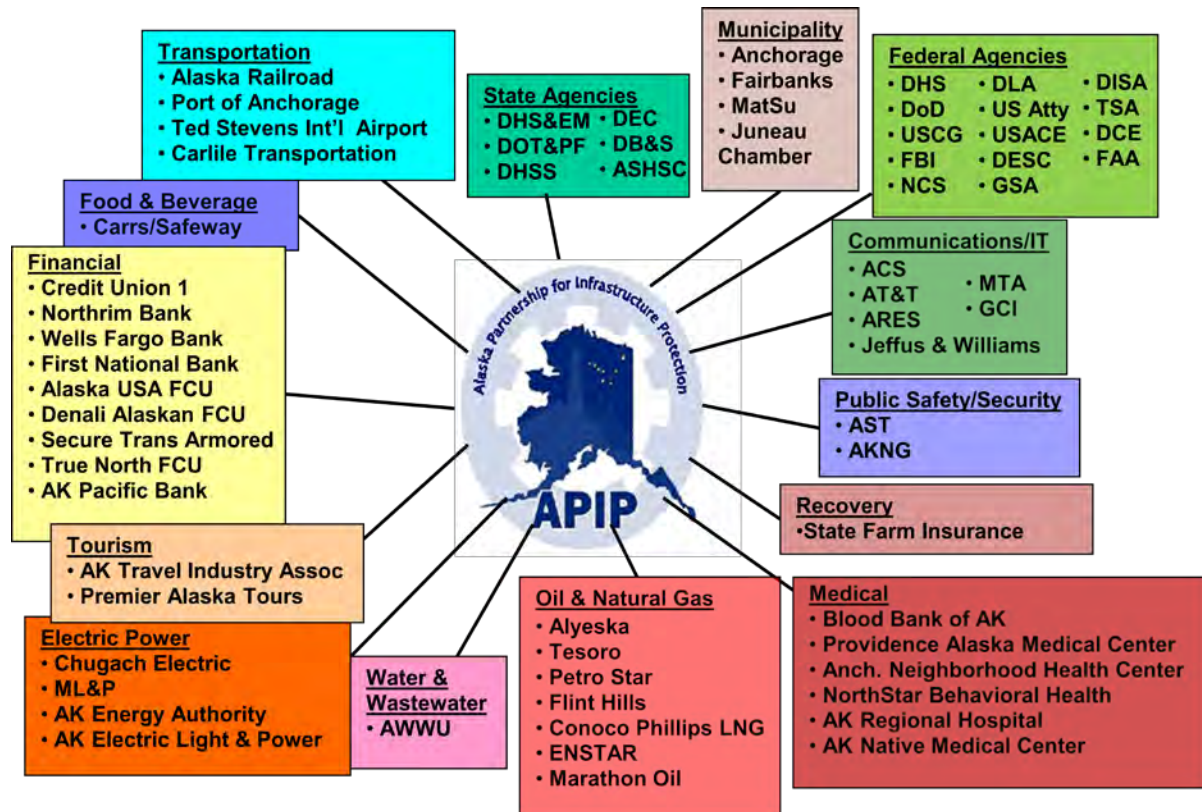 Transportation
• Alaska Railroad
• Port of Anchorage
• Ted Stevens Int'l Airport
• Carlile Transportation
State Agencies
• DHS&EM
• DOT&PF
• DHSS
• DEC
• DB&S
• ASHSC
Municipality
• Anchorage
• Fairbanks
• MatSu
• Juneau
Chamber
Federal Agencies
• DHS
• DoD
• USCG
• FBI
• NCS
• DLA
• US Atty
• USACE
• DESC
• GSA
• DISA
• TSA
• DCE
• FAA
Food & Beverage
• Carrs/Safeway
Financial
• Credit Union 1
• Northrim Bank
• Wells Fargo Bank
• First National Bank
• Alaska USA FCU
• Denali Alaskan FCU
• Secure Trans Armored
• True North FCU
• AK Pacific Bank
Alaska Partnership for Infrastructure Protection
APIP
Communications/IT
• ACS
• AT&T
• ARES
• Jeffus & Williams
• MTA
• GCI
Public Safety/Security
• AST
• AKNG
Recovery
•State Farm Insurance
Tourism
• AK Travel Industry Assoc
• Premier Alaska Tours
Electric Power
• Chugach Electric
• ML&P
• AK Energy Authority
• AK Electric Light & Power
Water &
Wastewater
• AWWU
Oil & Natural Gas
• Alyeska
• Tesoro
• Petro Star
• Flint Hills
• Conoco Phillips LNG
• ENSTAR
• Marathon Oil
Medical
• Blood Bank of AK
• Providence Alaska Medical Center
• Anch. Neighborhood Health Center
• NorthStar Behavioral Health
• AK Regional Hospital
• AK Native Medical Center